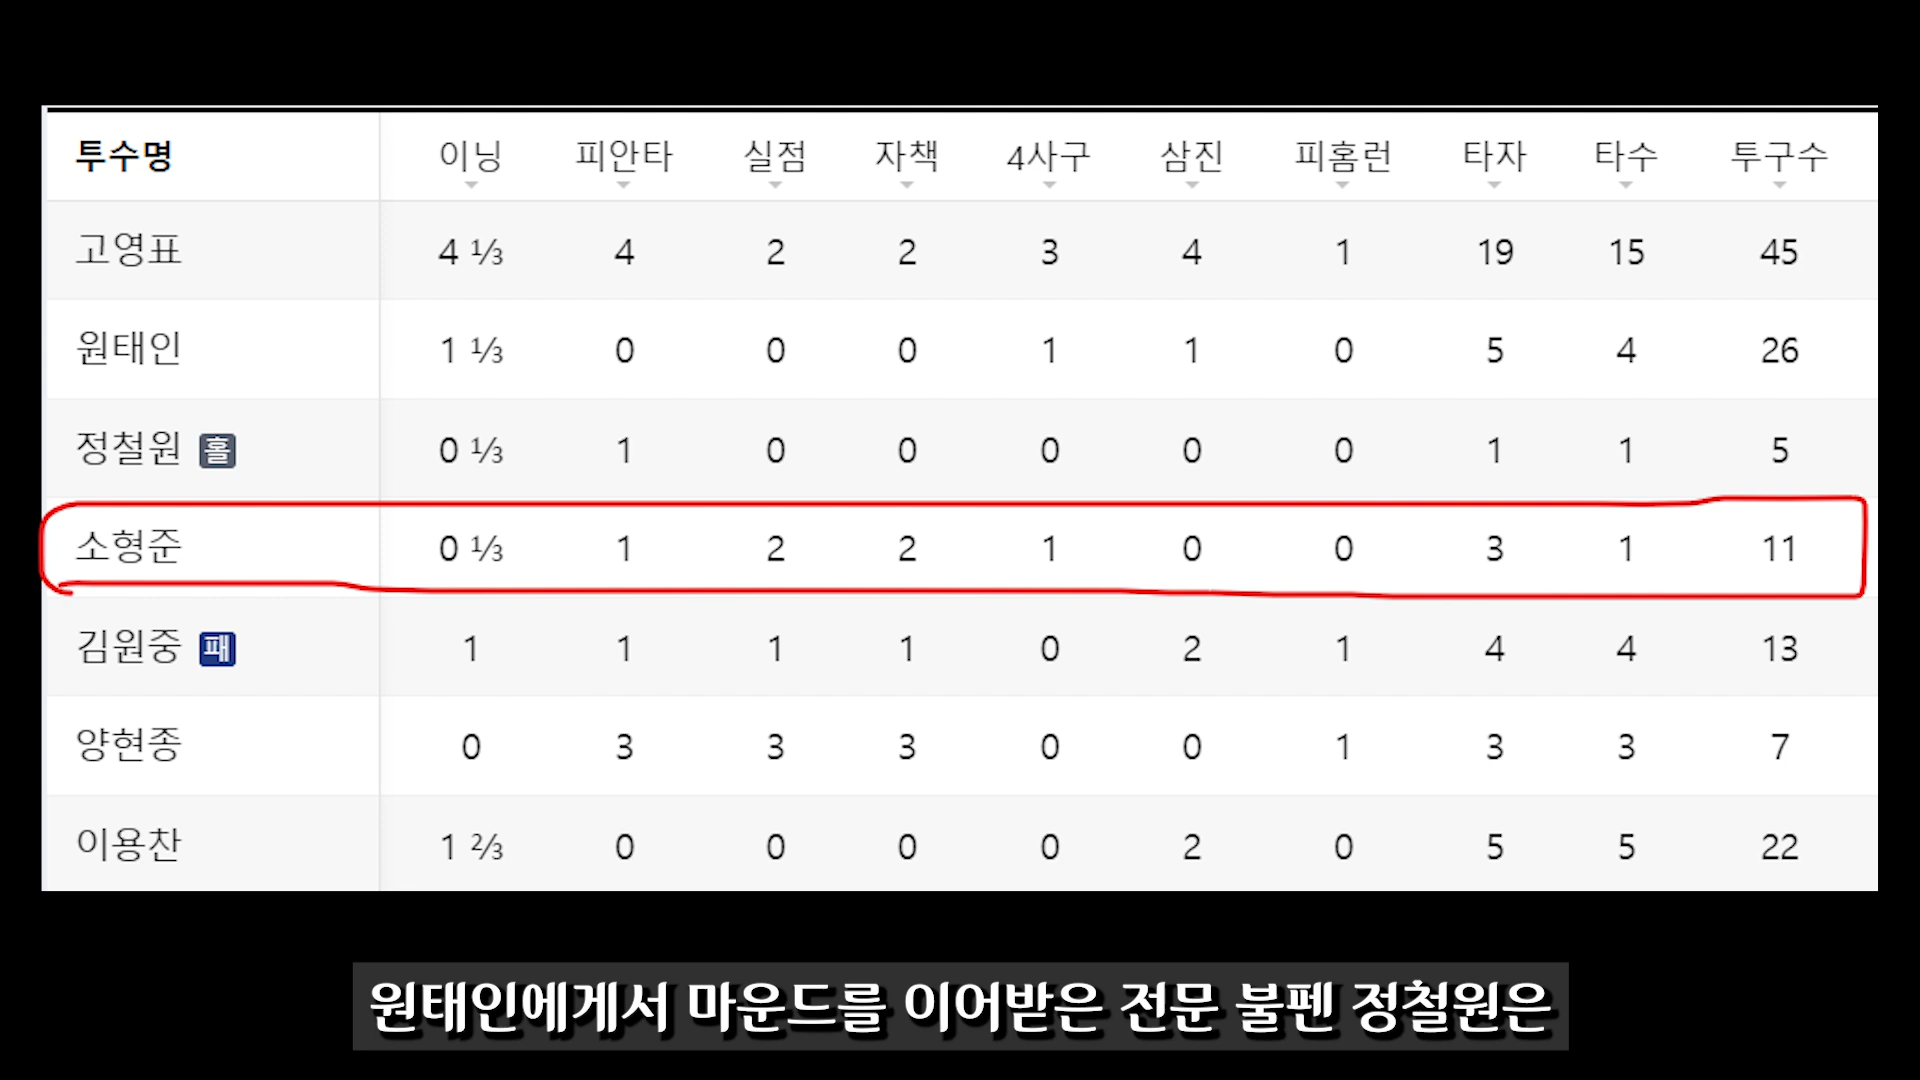 투수명 이닝 피안타 실점 자책 4사구 삼진 피홈런 타자 타수 투구수
고영표 4 ⅓ 4 2 2 3 4 1 19 15 45
원태인 1 ⅓ 0 0 0 1 1 0 5 4 26
정철원 홀 0 ⅓ 1 0 0 0 0 0 1 1 5
소형준 0 ⅓ 1 2 2 1 0 0 3 1 11
김원중 패 1 1 1 1 0 2 1 4 4 13
양현종 0 3 3 3 0 0 1 3 3 7
이용찬 1 ⅔ 0 0 0 0 2 0 5 5 22
원태인에게서 마운드를 이어받은 전문 불펜 정철원은